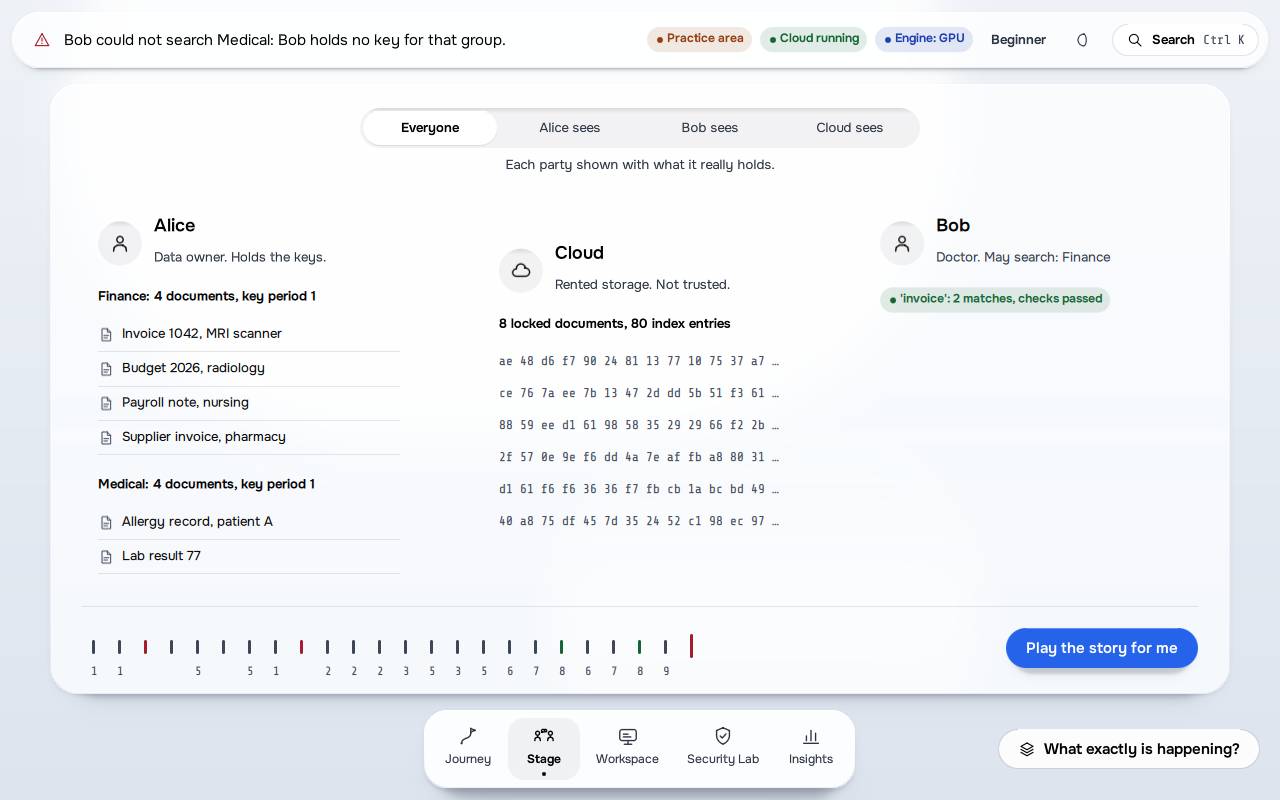 Bob could not search Medical: Bob holds no key for that group.
Practice area
Cloud running
Engine: GPU
Beginner
Search Ctrl K
Everyone
Alice sees
Bob sees
Cloud sees
Each party shown with what it really holds.
Alice
Data owner. Holds the keys.
Finance: 4 documents, key period 1
Invoice 1042, MRI scanner
Budget 2026, radiology
Payroll note, nursing
Supplier invoice, pharmacy
Medical: 4 documents, key period 1
Allergy record, patient A
Lab result 77
Cloud
Rented storage. Not trusted.
8 locked documents, 80 index entries
ae 48 d6 f7 90 24 81 13 77 10 75 37 a7 …
ce 76 7a ee 7b 13 47 2d dd 5b 51 f3 61 …
88 59 ee d1 61 98 58 35 29 29 66 f2 2b …
2f 57 0e 9e f6 dd 4a 7e af fb a8 80 31 …
d1 61 f6 f6 36 36 f7 fb cb 1a bc bd 49 …
40 a8 75 df 45 7d 35 24 52 c1 98 ec 97 …
Bob
Doctor. May search: Finance
'invoice': 2 matches, checks passed
1 1 5 5 1 2 2 2 3 5 3 5 6 7 8 6 7 8 9
Play the story for me
Journey
Stage
Workspace
Security Lab
Insights
What exactly is happening?